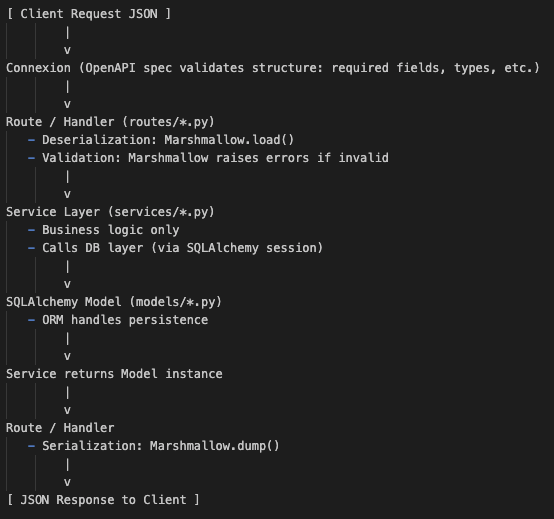 [ Client Request JSON ]
|
v
Connexion (OpenAPI spec validates structure: required fields, types, etc.)
|
v
Route / Handler (routes/*.py)
- Deserialization: Marshmallow.load()
- Validation: Marshmallow raises errors if invalid
|
v
Service Layer (services/*.py)
- Business logic only
- Calls DB layer (via SQLAlchemy session)
|
v
SQLAlchemy Model (models/*.py)
- ORM handles persistence
|
v
Service returns Model instance
|
v
Route / Handler
- Serialization: Marshmallow.dump()
|
v
[ JSON Response to Client ]